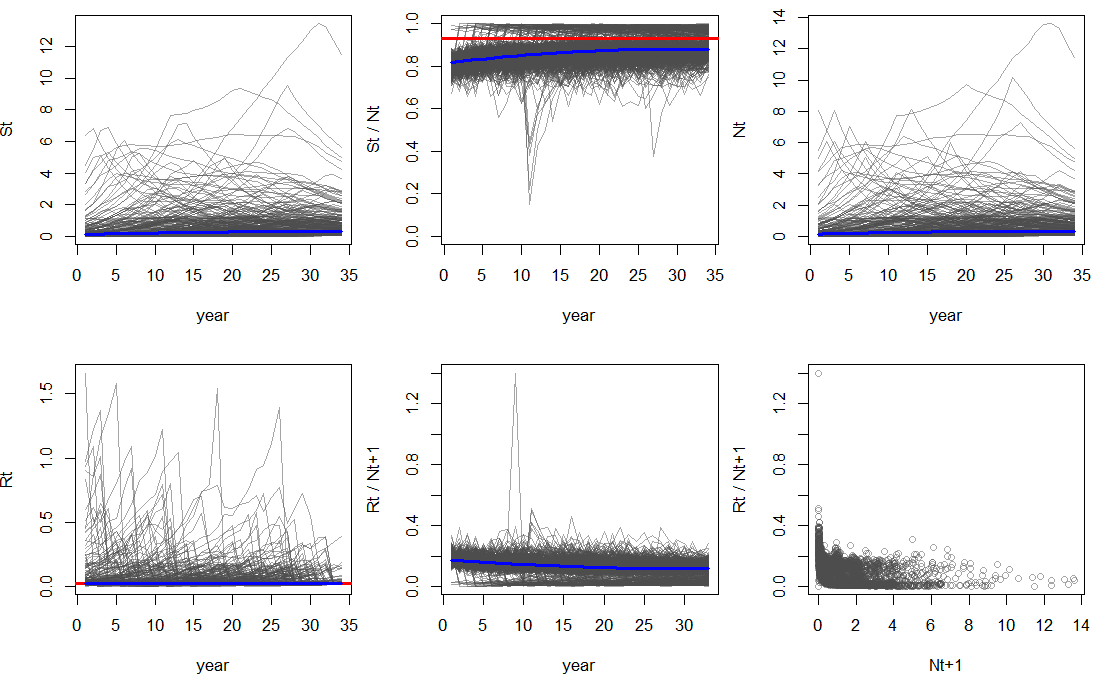 St
0 2 4 6 8 10 12
0 5 10 15 20 25 30 35
year
St / Nt
0.0 0.2 0.4 0.6 0.8 1.0
0 5 10 15 20 25 30 35
year
Nt
0 2 4 6 8 10 12 14
0 5 10 15 20 25 30 35
year
Rt
0.0 0.5 1.0 1.5
0 5 10 15 20 25 30 35
year
Rt / Nt+1
0.0 0.4 0.8 1.2
0 5 10 15 20 25 30
year
Rt / Nt+1
0.0 0.4 0.8 1.2
0 2 4 6 8 10 12 14
Nt+1